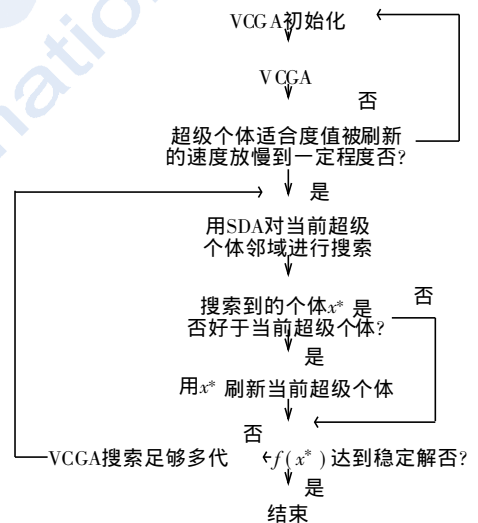 VCGA初始化
VCGA
否
超级个体适合度值被刷新
的速度放慢到一定程度否?
是
用SDA对当前超级
个体邻域进行搜索
搜索到的个体x* 是
否
否好于当前超级个体?
是
用x* 刷新当前超级个体
否
VCGA搜索足够多代
f(x*)达到稳定解否?
是
结束